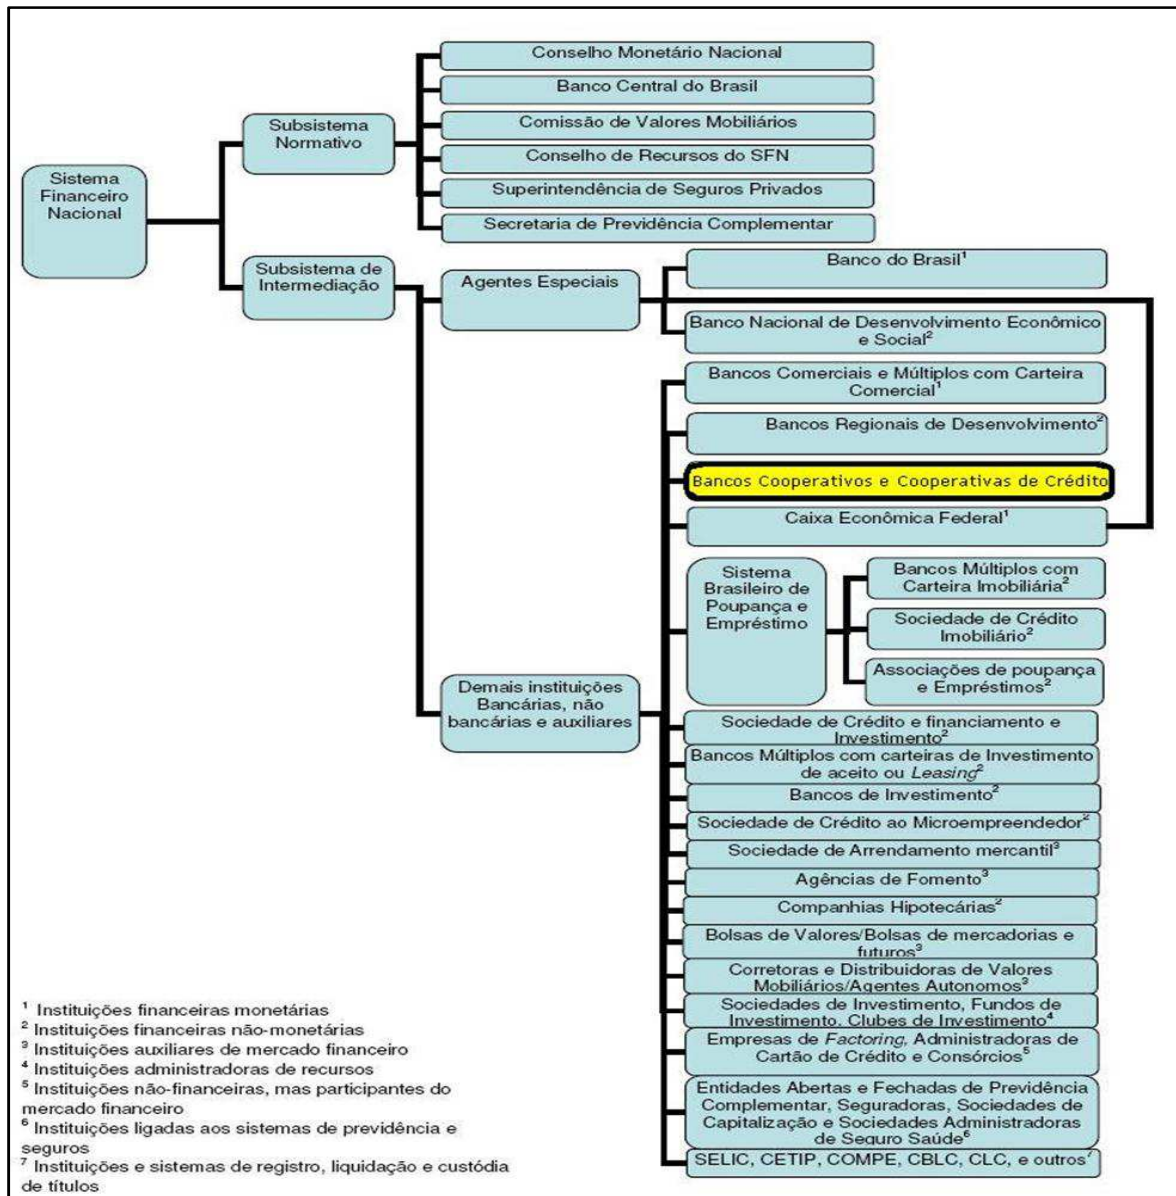 Conselho Monetário Nacional
Banco Central do Brasil
Comissão de Valores Mobiliários
Conselho de Recursos do SFN
Superintendência de Seguros Privados
Secretaria de Previdência Complementar
Subsistema
Normativo
Sistema
Financeiro
Nacional
Subsistema de
Intermediação
Agentes Especiais
Banco do Brasil¹
Banco Nacional de Desenvolvimento Econômico
e Social²
Bancos Comerciais e Múltiplos com Carteira
Comercial¹
Bancos Regionais de Desenvolvimento²
Bancos Cooperativos e Cooperativas de Crédito
Caixa Econômica Federal¹
Sistema
Brasileiro de
Poupança e
Empréstimo
Bancos Múltiplos com
Carteira Imobiliária²
Sociedade de Crédito
Imobiliário²
Associações de poupança
e Empréstimos²
Demais instituições
Bancárias, não
bancárias e auxiliares
Sociedade de Crédito e financiamento e
Investimento²
Bancos Múltiplos com carteiras de Investimento
de aceito ou Leasing²
Bancos de Investimento²
Sociedade de Crédito ao Microempreendedor²
Sociedade de Arrendamento mercantil³
Agências de Fomento³
Companhias Hipotecárias²
Bolsas de Valores/Bolsas de mercadorias e
futuros³
Corretoras e Distribuidoras de Valores
Mobiliários/Agentes Autonomos³
Sociedades de Investimento, Fundos de
Investimento. Clubes de Investimento⁴
Empresas de Factoring, Administradoras de
Cartão de Crédito e Consórcios⁵
Entidades Abertas e Fechadas de Previdência
Complementar, Seguradoras, Sociedades de
Capitalização e Sociedades Administradoras
de Seguro Saúde⁶
SELIC, CETIP, COMPE, CBLC, CLC, e outros⁷
¹ Instituições financeiras monetárias
² Instituições financeiras não-monetárias
³ Instituições auxiliares de mercado financeiro
⁴ Instituições administradoras de recursos
⁵ Instituições não-financeiras, mas participantes do
mercado financeiro
⁶ Instituições ligadas aos sistemas de previdência e
seguros
⁷ Instituições e sistemas de registro, liquidação e custódia
de títulos